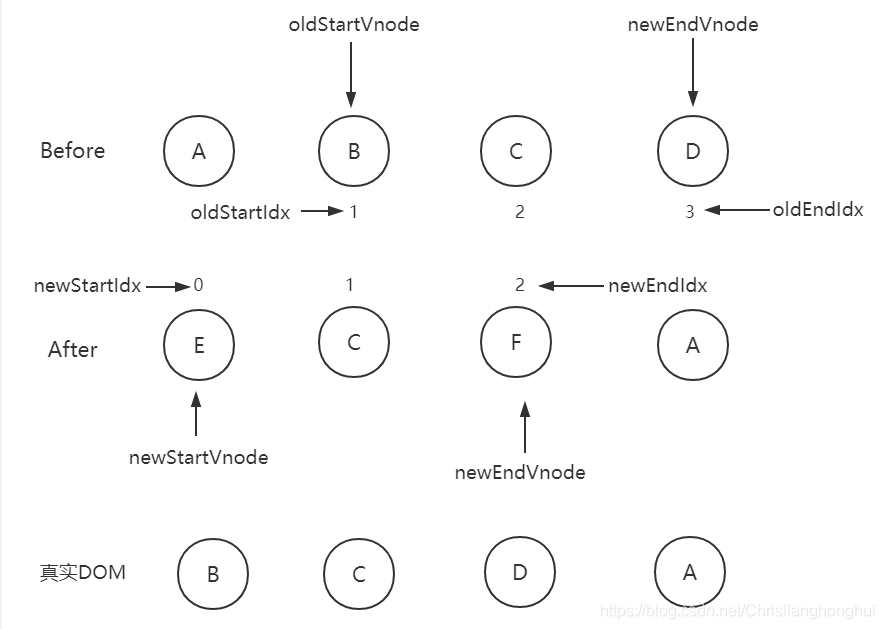 oldStartVnode newEndVnode
Before A B C D
oldStartIdx 1 2 3 oldEndIdx
newStartIdx 0 1 2 newEndIdx
After E C F A
newStartVnode
newEndVnode
真实DOM B C D A
https://blog.csdn.net/Chrislianghonghui